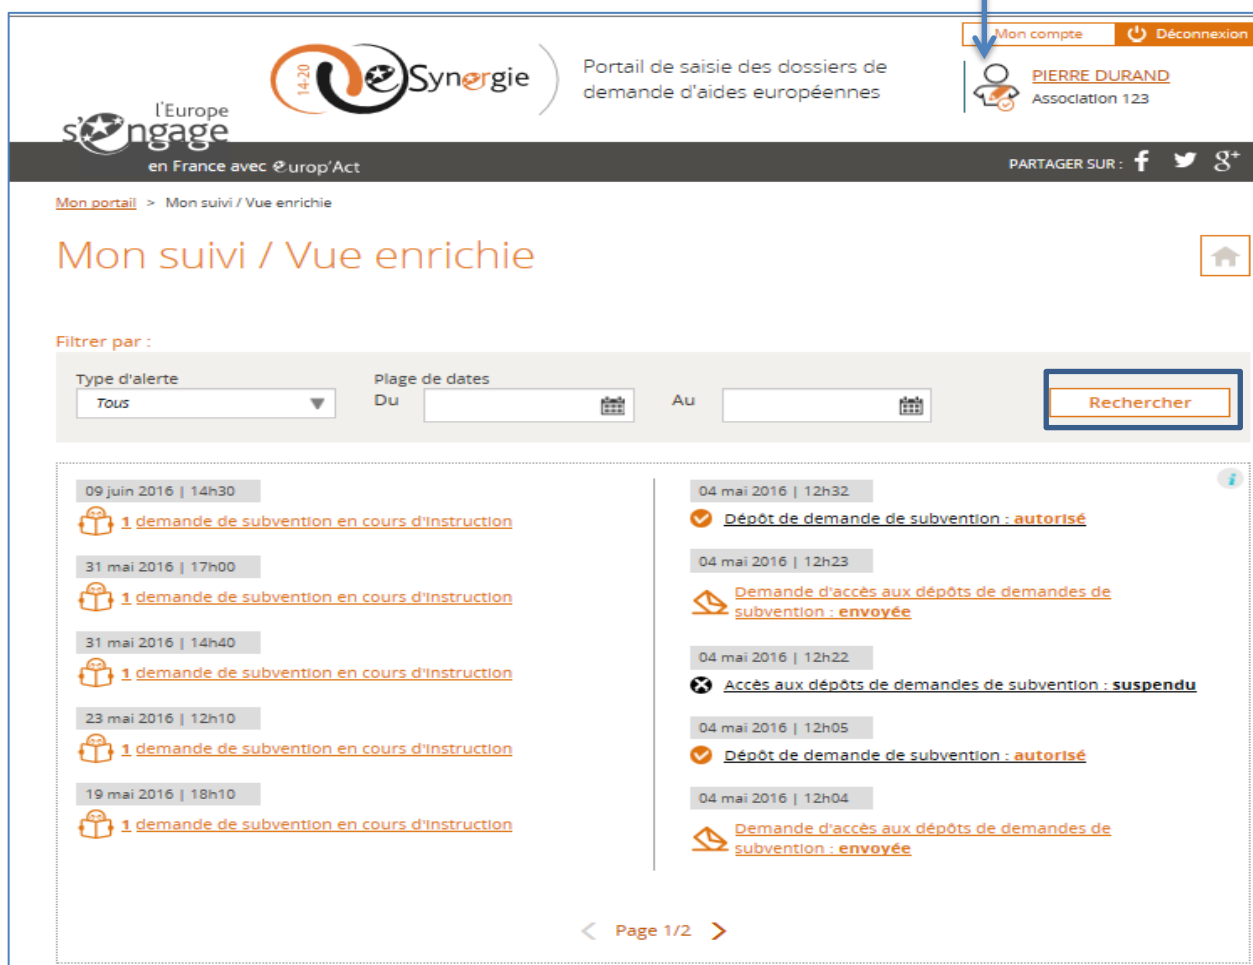 Mon compte
Déconnexion
14-20
eSynergie
Portail de saisie des dossiers de
demande d'aides européennes
PIERRE DURAND
Association 123
l'Europe
s'engage
en France avec europ'Act
PARTAGER SUR : f g+
Mon portail > Mon suivi / Vue enrichie
Mon suivi / Vue enrichie
Filtrer par :
Type d'alerte
Plage de dates
Tous
Du
Au
Rechercher
09 juin 2016 | 14h30
1 demande de subvention en cours d'instruction
31 mai 2016 | 17h00
1 demande de subvention en cours d'instruction
31 mai 2016 | 14h40
1 demande de subvention en cours d'instruction
23 mai 2016 | 12h10
1 demande de subvention en cours d'instruction
19 mai 2016 | 18h10
1 demande de subvention en cours d'instruction
i
04 mai 2016 | 12h32
Dépôt de demande de subvention : autorisé
04 mai 2016 | 12h23
Demande d'accès aux dépôts de demandes de
subvention : envoyée
04 mai 2016 | 12h22
Accès aux dépôts de demandes de subvention : suspendu
04 mai 2016 | 12h05
Dépôt de demande de subvention : autorisé
04 mai 2016 | 12h04
Demande d'accès aux dépôts de demandes de
subvention : envoyée
< Page 1/2 >